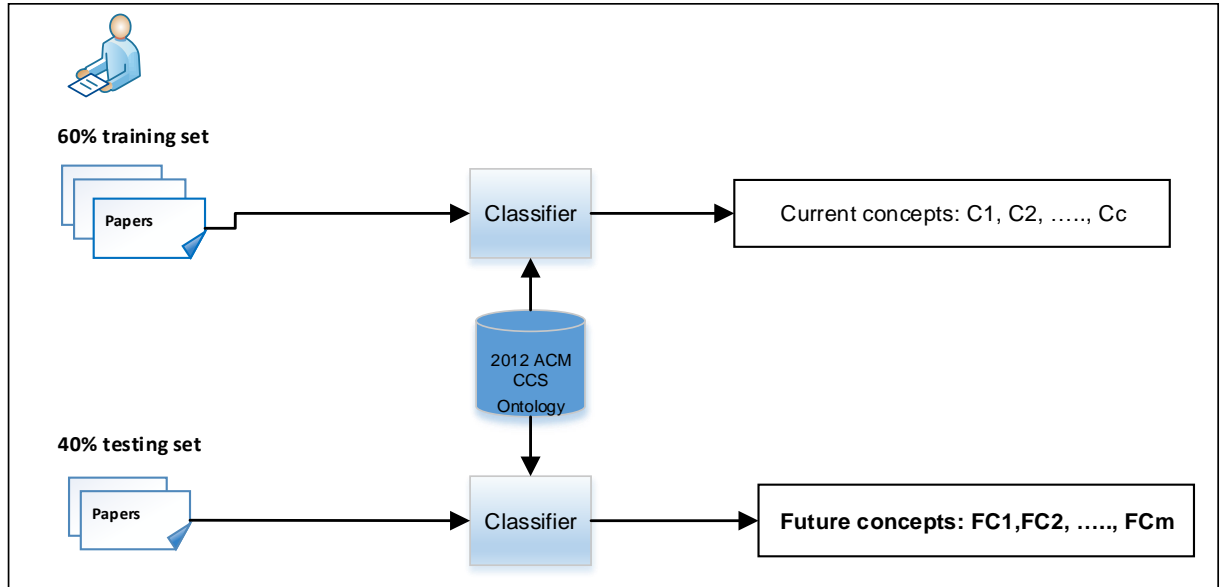 60% training set
Papers
Classifier
Current concepts: C1, C2, ….., Cc
2012 ACM
CCS
Ontology
40% testing set
Papers
Classifier
Future concepts: FC1,FC2, ….., FCm